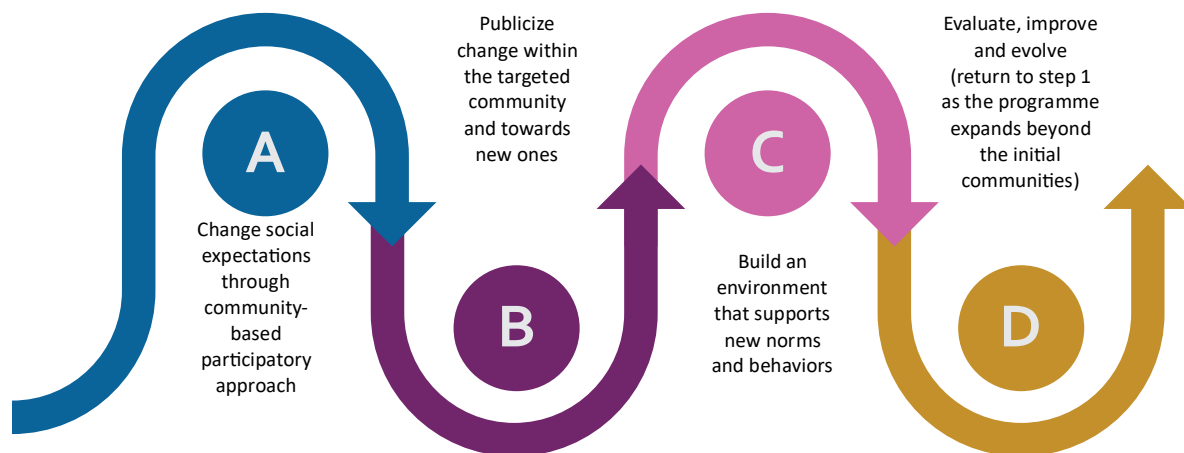 A
Change social
expectations
through
community-
based
participatory
approach
Publicize
change within
the targeted
community
and towards
new ones
B
C
Build an
environment
that supports
new norms
and behaviors
Evaluate, improve
and evolve
(return to step 1
as the programme
expands beyond
the initial
communities)
D